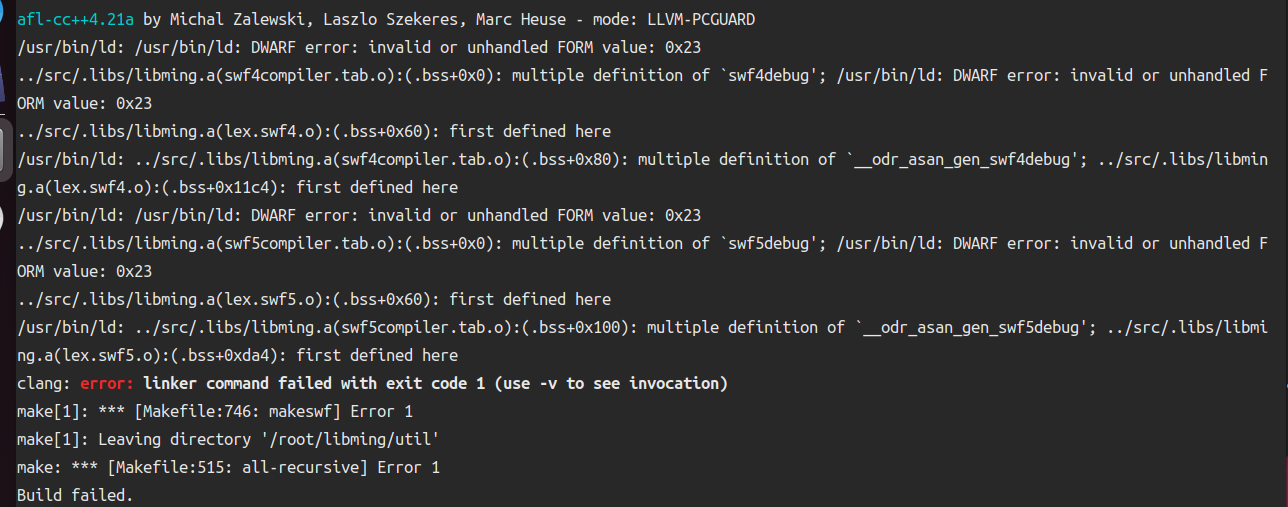 afl-cc++4.21a by Michal Zalewski, Laszlo Szekeres, Marc Heuse - mode: LLVM-PCGUARD
/usr/bin/ld: /usr/bin/ld: DWARF error: invalid or unhandled FORM value: 0x23
../src/.libs/libming.a(swf4compiler.tab.o):(.bss+0x0): multiple definition of `swf4debug'; /usr/bin/ld: DWARF error: invalid or unhandled F
ORM value: 0x23
../src/.libs/libming.a(lex.swf4.o):(.bss+0x60): first defined here
/usr/bin/ld: ../src/.libs/libming.a(swf4compiler.tab.o):(.bss+0x80): multiple definition of `__odr_asan_gen_swf4debug'; ../src/.libs/libmin
g.a(lex.swf4.o):(.bss+0x11c4): first defined here
/usr/bin/ld: /usr/bin/ld: DWARF error: invalid or unhandled FORM value: 0x23
../src/.libs/libming.a(swf5compiler.tab.o):(.bss+0x0): multiple definition of `swf5debug'; /usr/bin/ld: DWARF error: invalid or unhandled F
ORM value: 0x23
../src/.libs/libming.a(lex.swf5.o):(.bss+0x60): first defined here
/usr/bin/ld: ../src/.libs/libming.a(swf5compiler.tab.o):(.bss+0x100): multiple definition of `__odr_asan_gen_swf5debug'; ../src/.libs/libmi
ng.a(lex.swf5.o):(.bss+0xda4): first defined here
clang: error: linker command failed with exit code 1 (use -v to see invocation)
make[1]: *** [Makefile:746: makeswf] Error 1
make[1]: Leaving directory '/root/libming/util'
make: *** [Makefile:515: all-recursive] Error 1
Build failed.